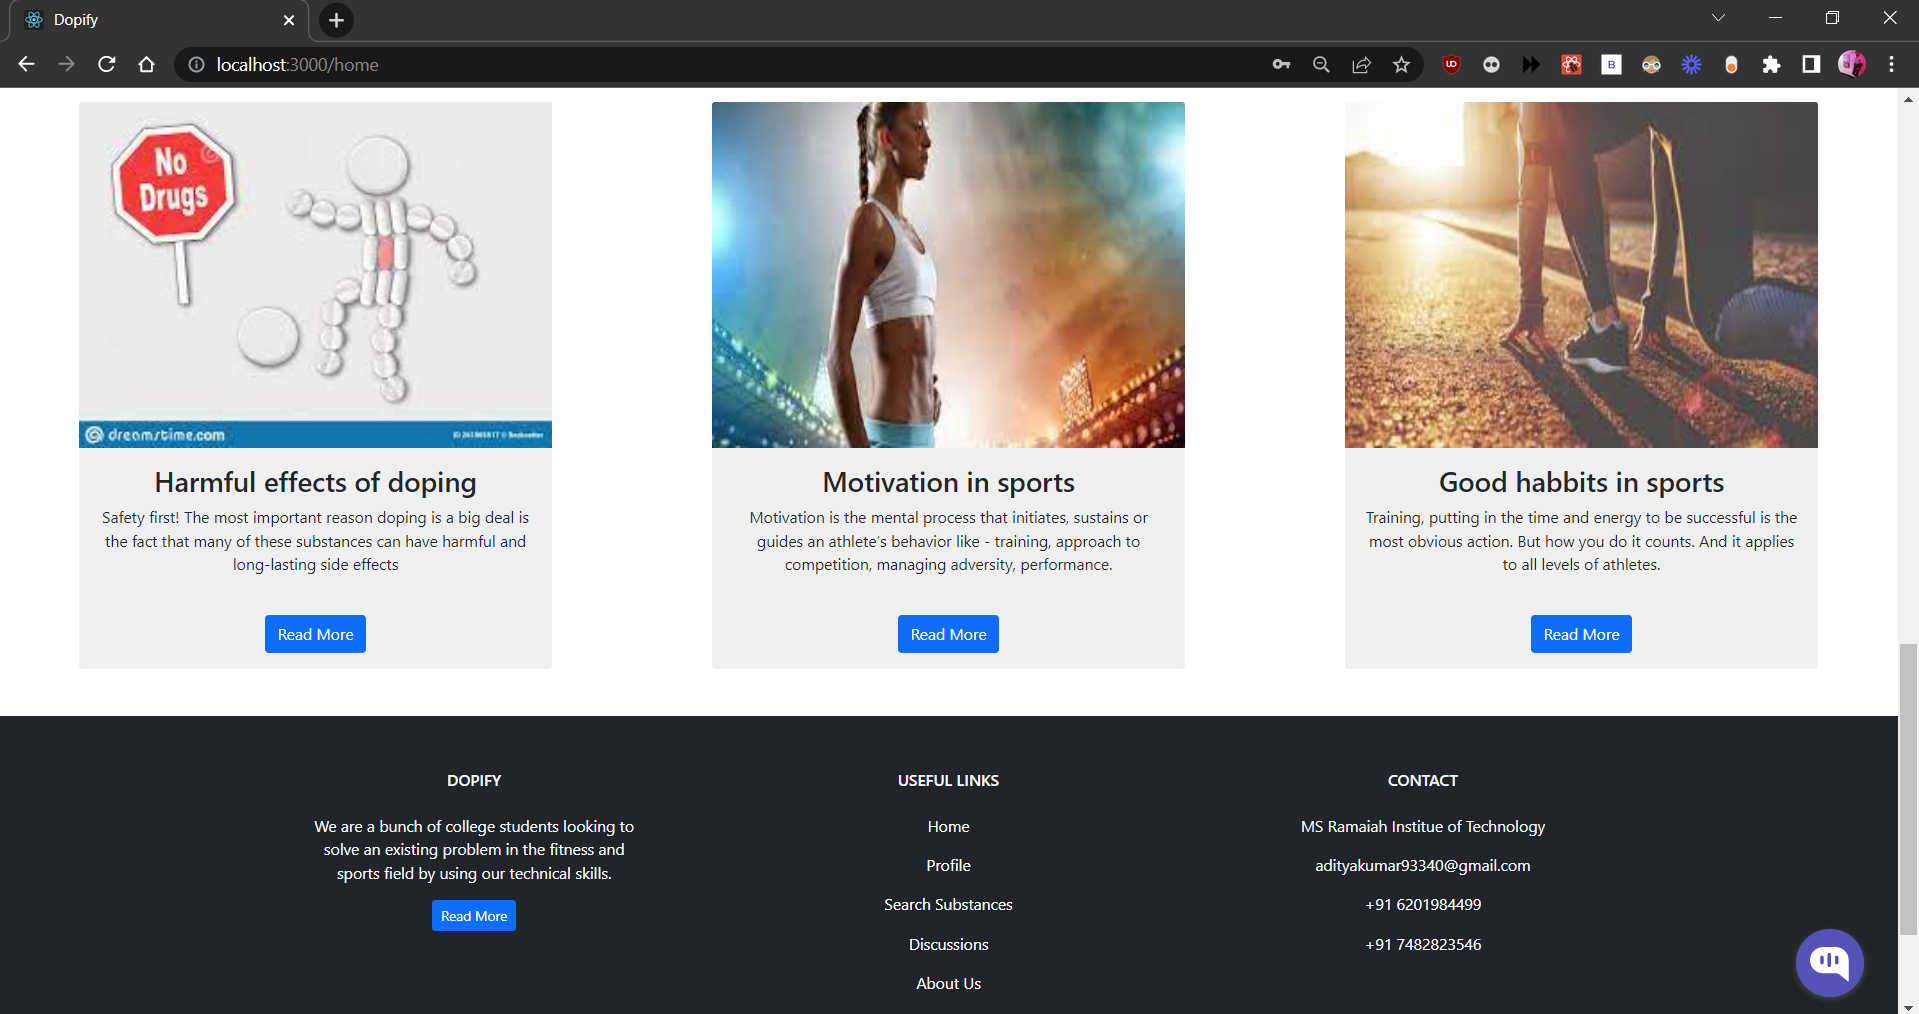 Dopify
localhost:3000/home
No
Drugs
dreamstime.com
Harmful effects of doping
Safety first! The most important reason doping is a big deal is
the fact that many of these substances can have harmful and
long-lasting side effects
Read More
Motivation in sports
Motivation is the mental process that initiates, sustains or
guides an athlete's behavior like - training, approach to
competition, managing adversity, performance.
Read More
Good habbits in sports
Training, putting in the time and energy to be successful is the
most obvious action. But how you do it counts. And it applies
to all levels of athletes.
Read More
DOPIFY
We are a bunch of college students looking to
solve an existing problem in the fitness and
sports field by using our technical skills.
Read More
USEFUL LINKS
Home
Profile
Search Substances
Discussions
About Us
CONTACT
MS Ramaiah Institue of Technology
adityakumar93340@gmail.com
+91 6201984499
+91 7482823546